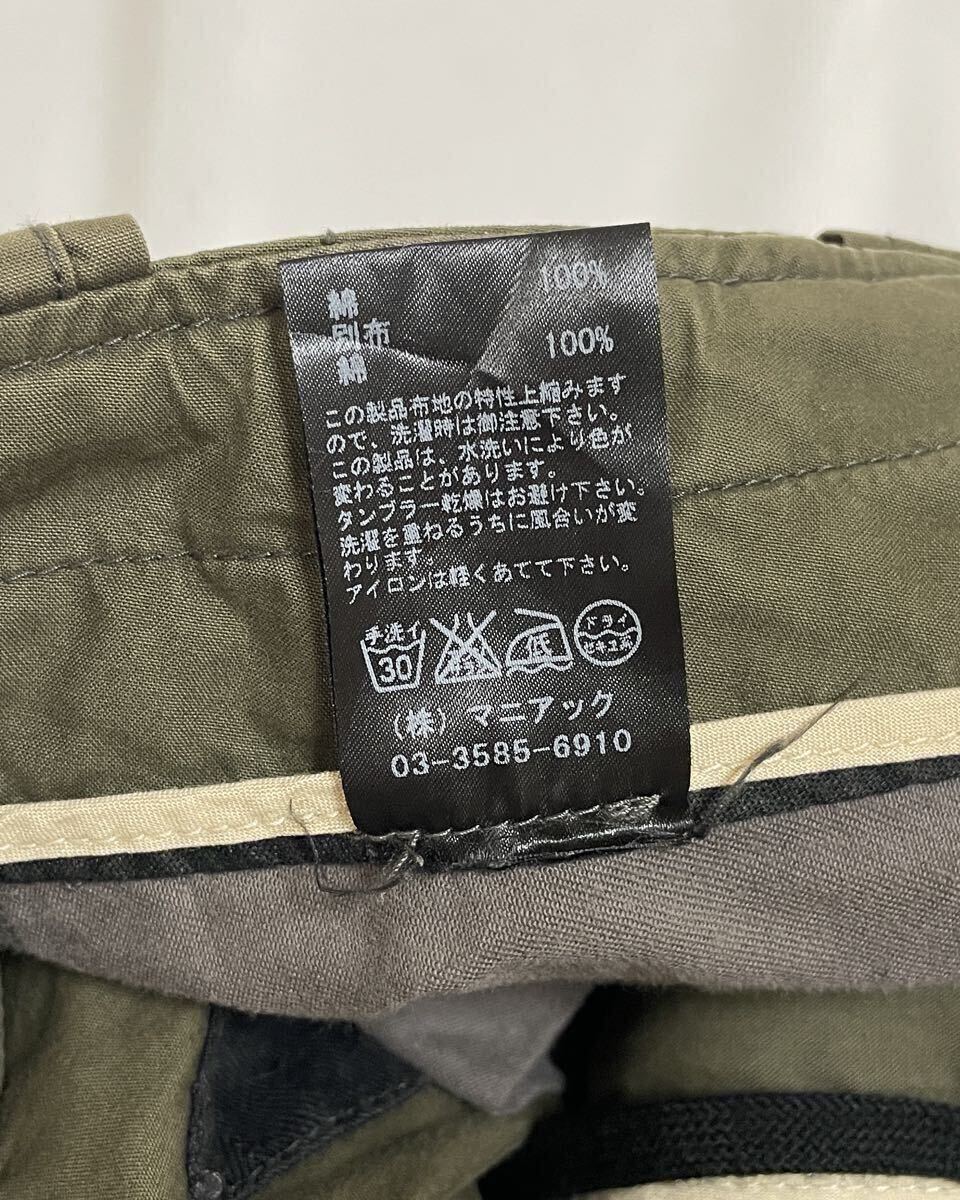 綿 100%
別布
綿 100%
この製品布地の特性上縮みます
ので、洗濯時は御注意下さい。
この製品は、水洗いにより色が
変わることがあります。
タンブラー乾燥はお避け下さい。
洗濯を重ねるうちに風合いが変
わります。
アイロンは軽くあてて下さい。
手洗イ ドライ
30 低 セキユ系
(株) マニアック
03-3585-6910